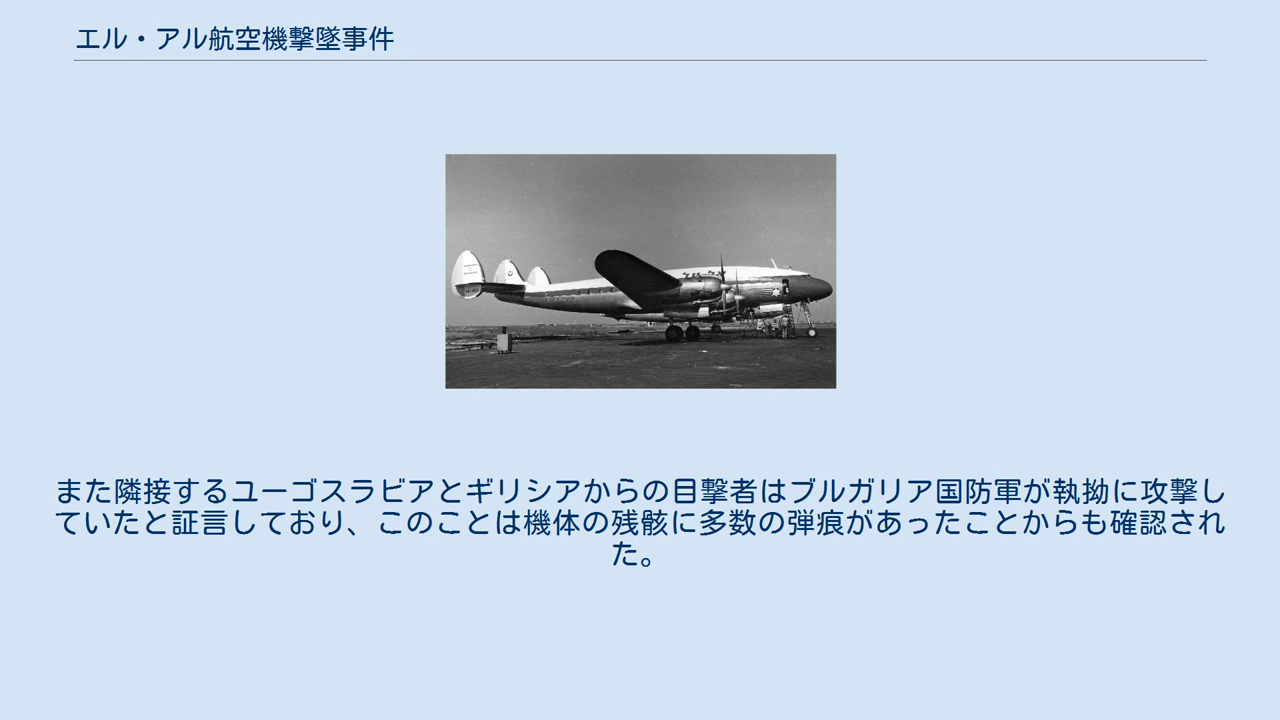 エル・アル航空機撃墜事件
また隣接するユーゴスラビアとギリシアからの目撃者はブルガリア国防軍が執拗に攻撃し
ていたと証言しており、このことは機体の残骸に多数の弾痕があったことからも確認され
た。